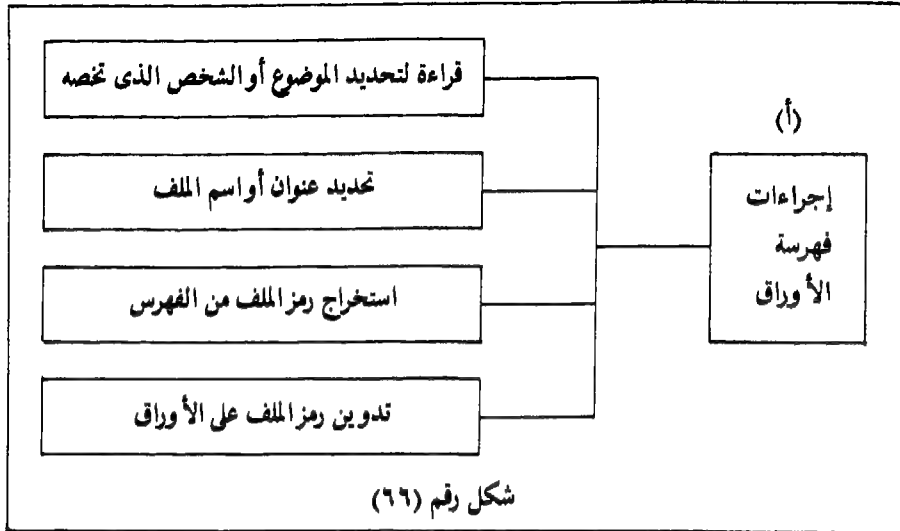 (أ)
إجراءات
فهرسة
الأوراق
قراءة لتحديد الموضوع أو الشخص الذى تخصه
تحديد عنوان أو اسم الملف
استخراج رمز الملف من الفهرس
تدوين رمز الملف على الأوراق
شكل رقم (٦٦)